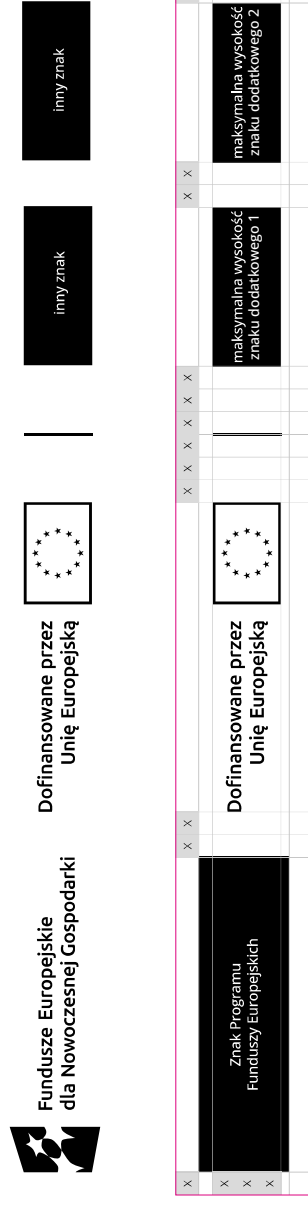 Fundusze Europejskie
dla Nowoczesnej Gospodarki
Dofinansowane przez
Unię Europejską
inny znak
inny znak
x
x
x
x
Znak Programu
Funduszy Europejskich
x
x
Dofinansowane przez
Unię Europejską
x
x
x
x
x
x
maksymalna wysokość
znaku dodatkowego 1
x
x
maksymalna wysokość
znaku dodatkowego 2